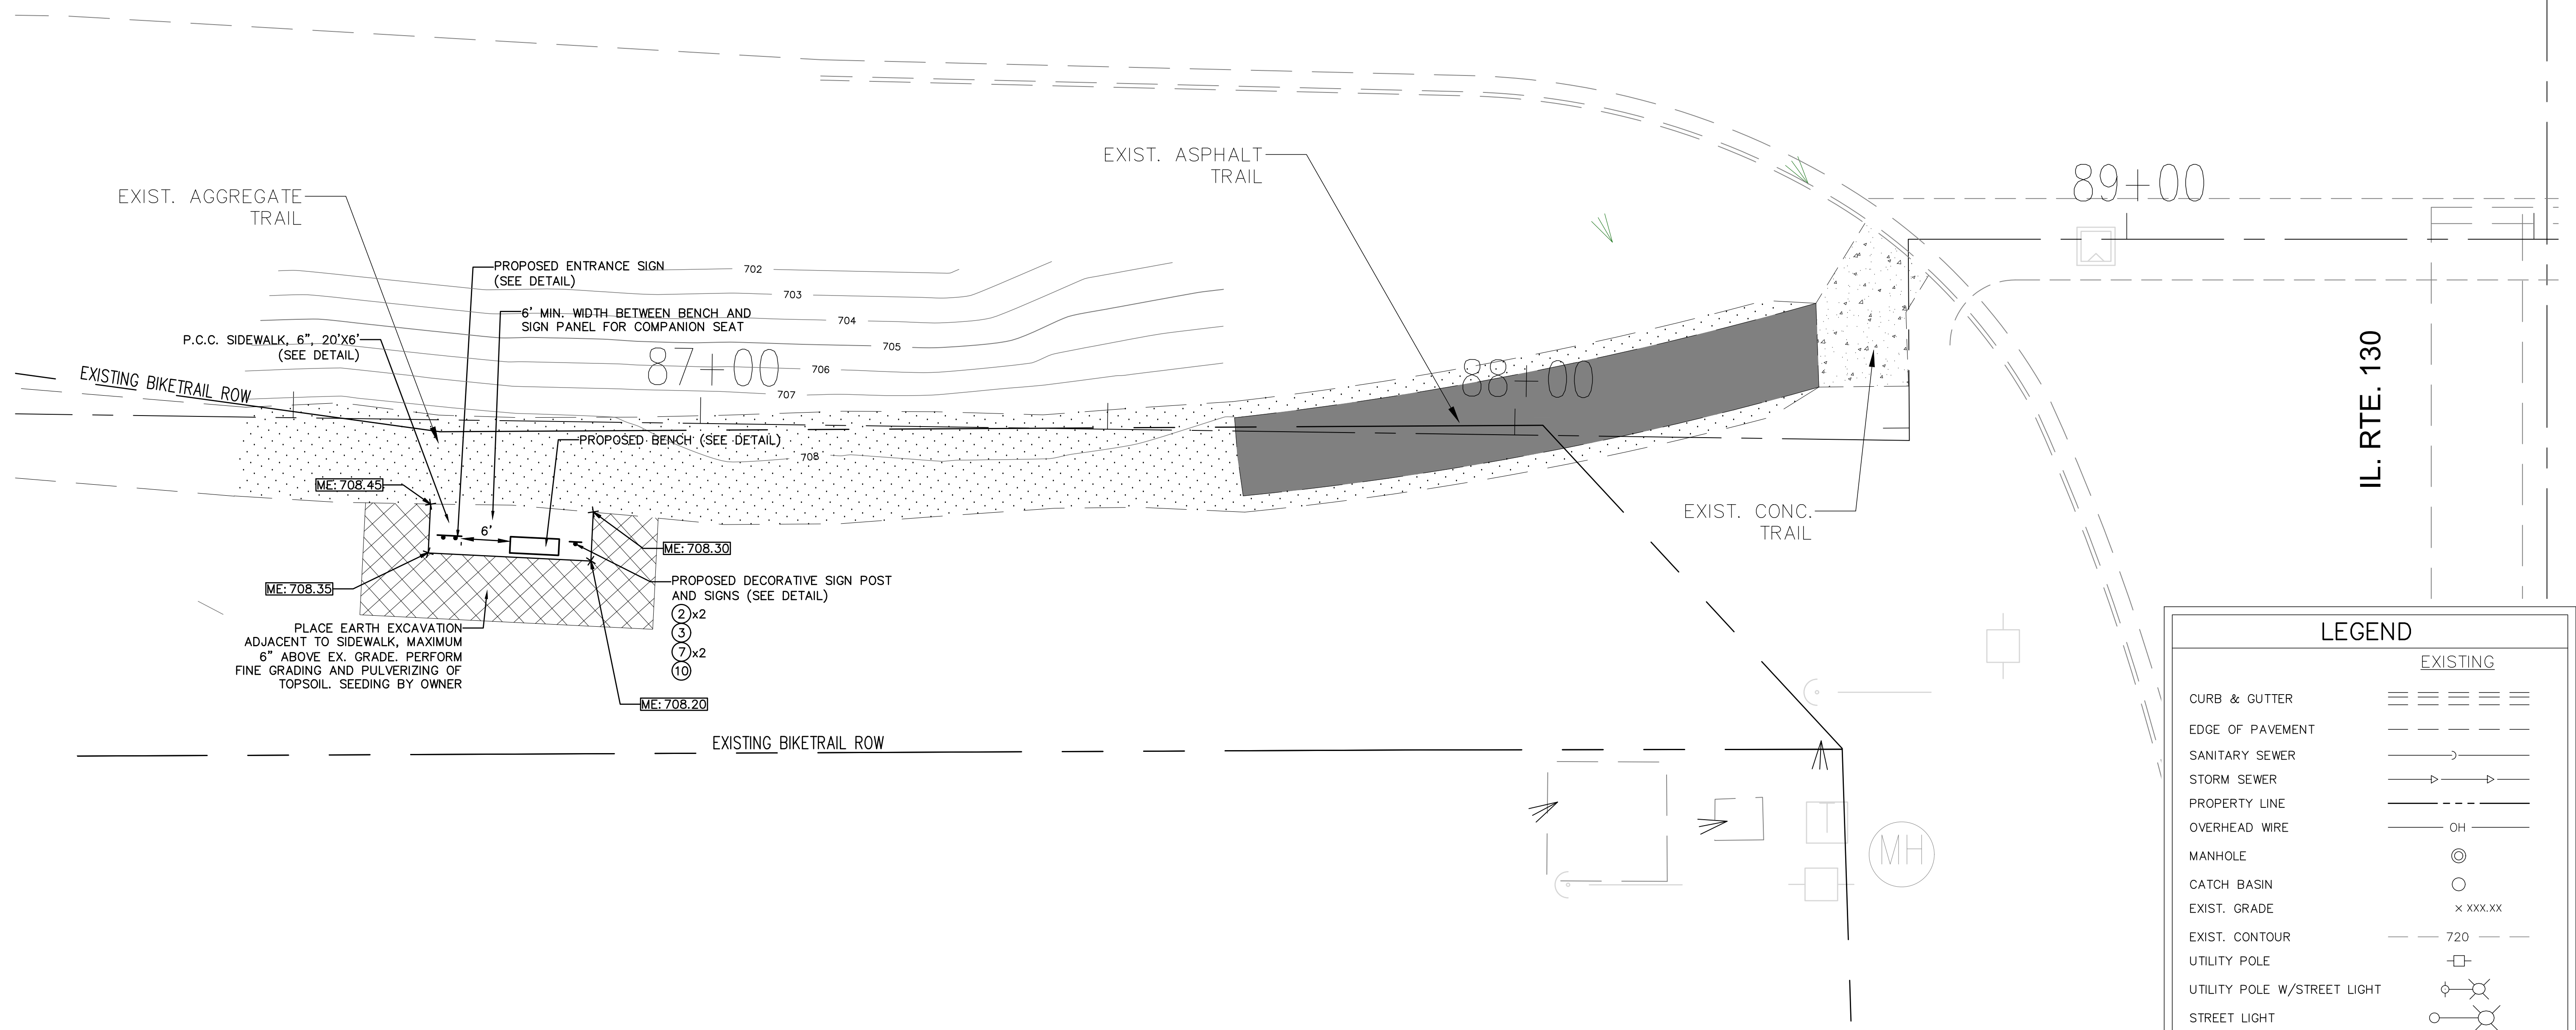 EXIST. ASPHALT
TRAIL
89+00
EXIST. AGGREGATE
TRAIL
PROPOSED ENTRANCE SIGN
(SEE DETAIL)
702
703
6' MIN. WIDTH BETWEEN BENCH AND
SIGN PANEL FOR COMPANION SEAT
704
P.C.C. SIDEWALK, 6", 20'X6'
(SEE DETAIL)
705
87+00
706
707
88+00
IL. RTE. 130
EXISTING BIKETRAIL ROW
PROPOSED BENCH (SEE DETAIL)
708
ME: 708.45
EXIST. CONC.
TRAIL
6'
ME: 708.30
ME: 708.35
PROPOSED DECORATIVE SIGN POST
AND SIGNS (SEE DETAIL)
2 x2
3
7 x2
10
PLACE EARTH EXCAVATION
ADJACENT TO SIDEWALK, MAXIMUM
6" ABOVE EX. GRADE. PERFORM
FINE GRADING AND PULVERIZING OF
TOPSOIL. SEEDING BY OWNER
ME: 708.20
EXISTING BIKETRAIL ROW
MH
LEGEND
EXISTING
CURB & GUTTER
EDGE OF PAVEMENT
SANITARY SEWER
STORM SEWER
PROPERTY LINE
OVERHEAD WIRE OH
MANHOLE
CATCH BASIN
EXIST. GRADE × XXX.XX
EXIST. CONTOUR 720
UTILITY POLE
UTILITY POLE W/STREET LIGHT
STREET LIGHT